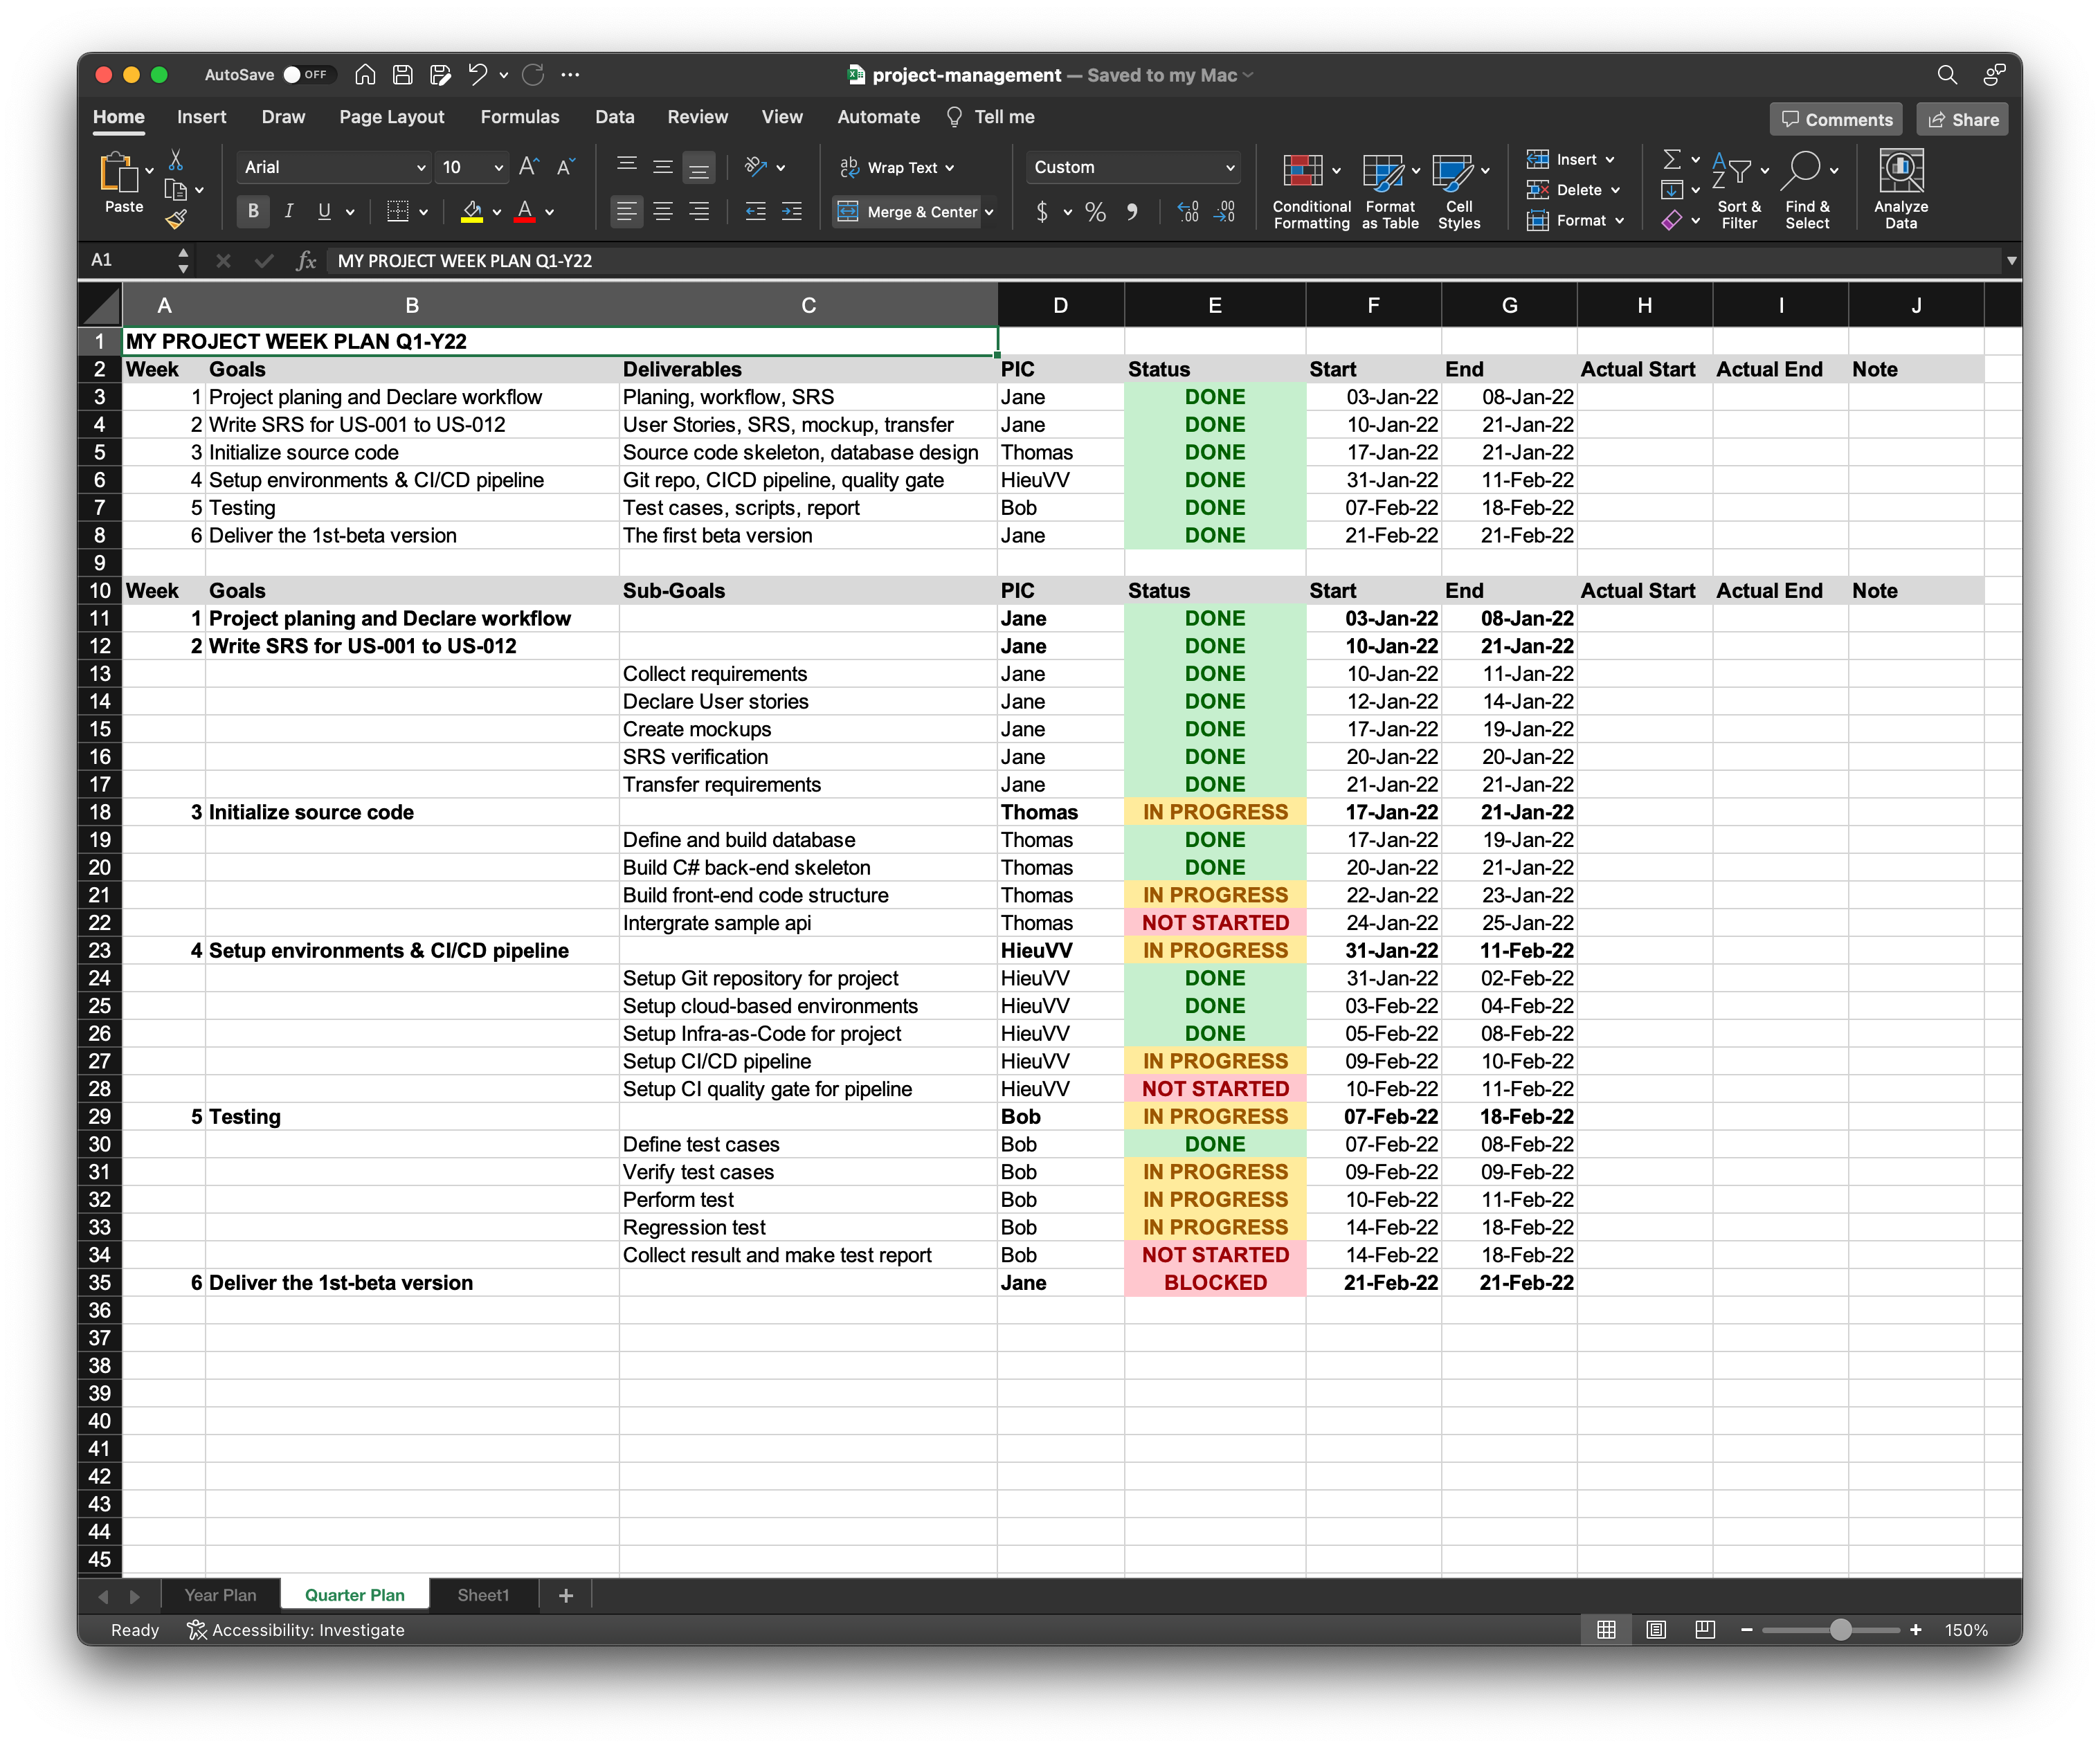 AutoSave OFF project-management — Saved to my Mac
Home Insert Draw Page Layout Formulas Data Review View Automate Tell me Comments Share
Paste Arial 10 Wrap Text Merge & Center Custom Conditional Formatting Format as Table Cell Styles Insert Delete Format Sort & Filter Find & Select Analyze Data
A1 fx MY PROJECT WEEK PLAN Q1-Y22
A B C D E F G H I J
1 MY PROJECT WEEK PLAN Q1-Y22
2 Week Goals Deliverables PIC Status Start End Actual Start Actual End Note
3 1 Project planing and Declare workflow Planing, workflow, SRS Jane DONE 03-Jan-22 08-Jan-22
4 2 Write SRS for US-001 to US-012 User Stories, SRS, mockup, transfer Jane DONE 10-Jan-22 21-Jan-22
5 3 Initialize source code Source code skeleton, database design Thomas DONE 17-Jan-22 21-Jan-22
6 4 Setup environments & CI/CD pipeline Git repo, CICD pipeline, quality gate HieuVV DONE 31-Jan-22 11-Feb-22
7 5 Testing Test cases, scripts, report Bob DONE 07-Feb-22 18-Feb-22
8 6 Deliver the 1st-beta version The first beta version Jane DONE 21-Feb-22 21-Feb-22
9
10 Week Goals Sub-Goals PIC Status Start End Actual Start Actual End Note
11 1 Project planing and Declare workflow Jane DONE 03-Jan-22 08-Jan-22
12 2 Write SRS for US-001 to US-012 Jane DONE 10-Jan-22 21-Jan-22
13 Collect requirements Jane DONE 10-Jan-22 11-Jan-22
14 Declare User stories Jane DONE 12-Jan-22 14-Jan-22
15 Create mockups Jane DONE 17-Jan-22 19-Jan-22
16 SRS verification Jane DONE 20-Jan-22 20-Jan-22
17 Transfer requirements Jane DONE 21-Jan-22 21-Jan-22
18 3 Initialize source code Thomas IN PROGRESS 17-Jan-22 21-Jan-22
19 Define and build database Thomas DONE 17-Jan-22 19-Jan-22
20 Build C# back-end skeleton Thomas DONE 20-Jan-22 21-Jan-22
21 Build front-end code structure Thomas IN PROGRESS 22-Jan-22 23-Jan-22
22 Intergrate sample api Thomas NOT STARTED 24-Jan-22 25-Jan-22
23 4 Setup environments & CI/CD pipeline HieuVV IN PROGRESS 31-Jan-22 11-Feb-22
24 Setup Git repository for project HieuVV DONE 31-Jan-22 02-Feb-22
25 Setup cloud-based environments HieuVV DONE 03-Feb-22 04-Feb-22
26 Setup Infra-as-Code for project HieuVV DONE 05-Feb-22 08-Feb-22
27 Setup CI/CD pipeline HieuVV IN PROGRESS 09-Feb-22 10-Feb-22
28 Setup CI quality gate for pipeline HieuVV NOT STARTED 10-Feb-22 11-Feb-22
29 5 Testing Bob IN PROGRESS 07-Feb-22 18-Feb-22
30 Define test cases Bob DONE 07-Feb-22 08-Feb-22
31 Verify test cases Bob IN PROGRESS 09-Feb-22 09-Feb-22
32 Perform test Bob IN PROGRESS 10-Feb-22 11-Feb-22
33 Regression test Bob IN PROGRESS 14-Feb-22 18-Feb-22
34 Collect result and make test report Bob NOT STARTED 14-Feb-22 18-Feb-22
35 6 Deliver the 1st-beta version Jane BLOCKED 21-Feb-22 21-Feb-22
36
37
38
39
40
41
42
43
44
45
Year Plan Quarter Plan Sheet1 +
Ready Accessibility: Investigate 150%